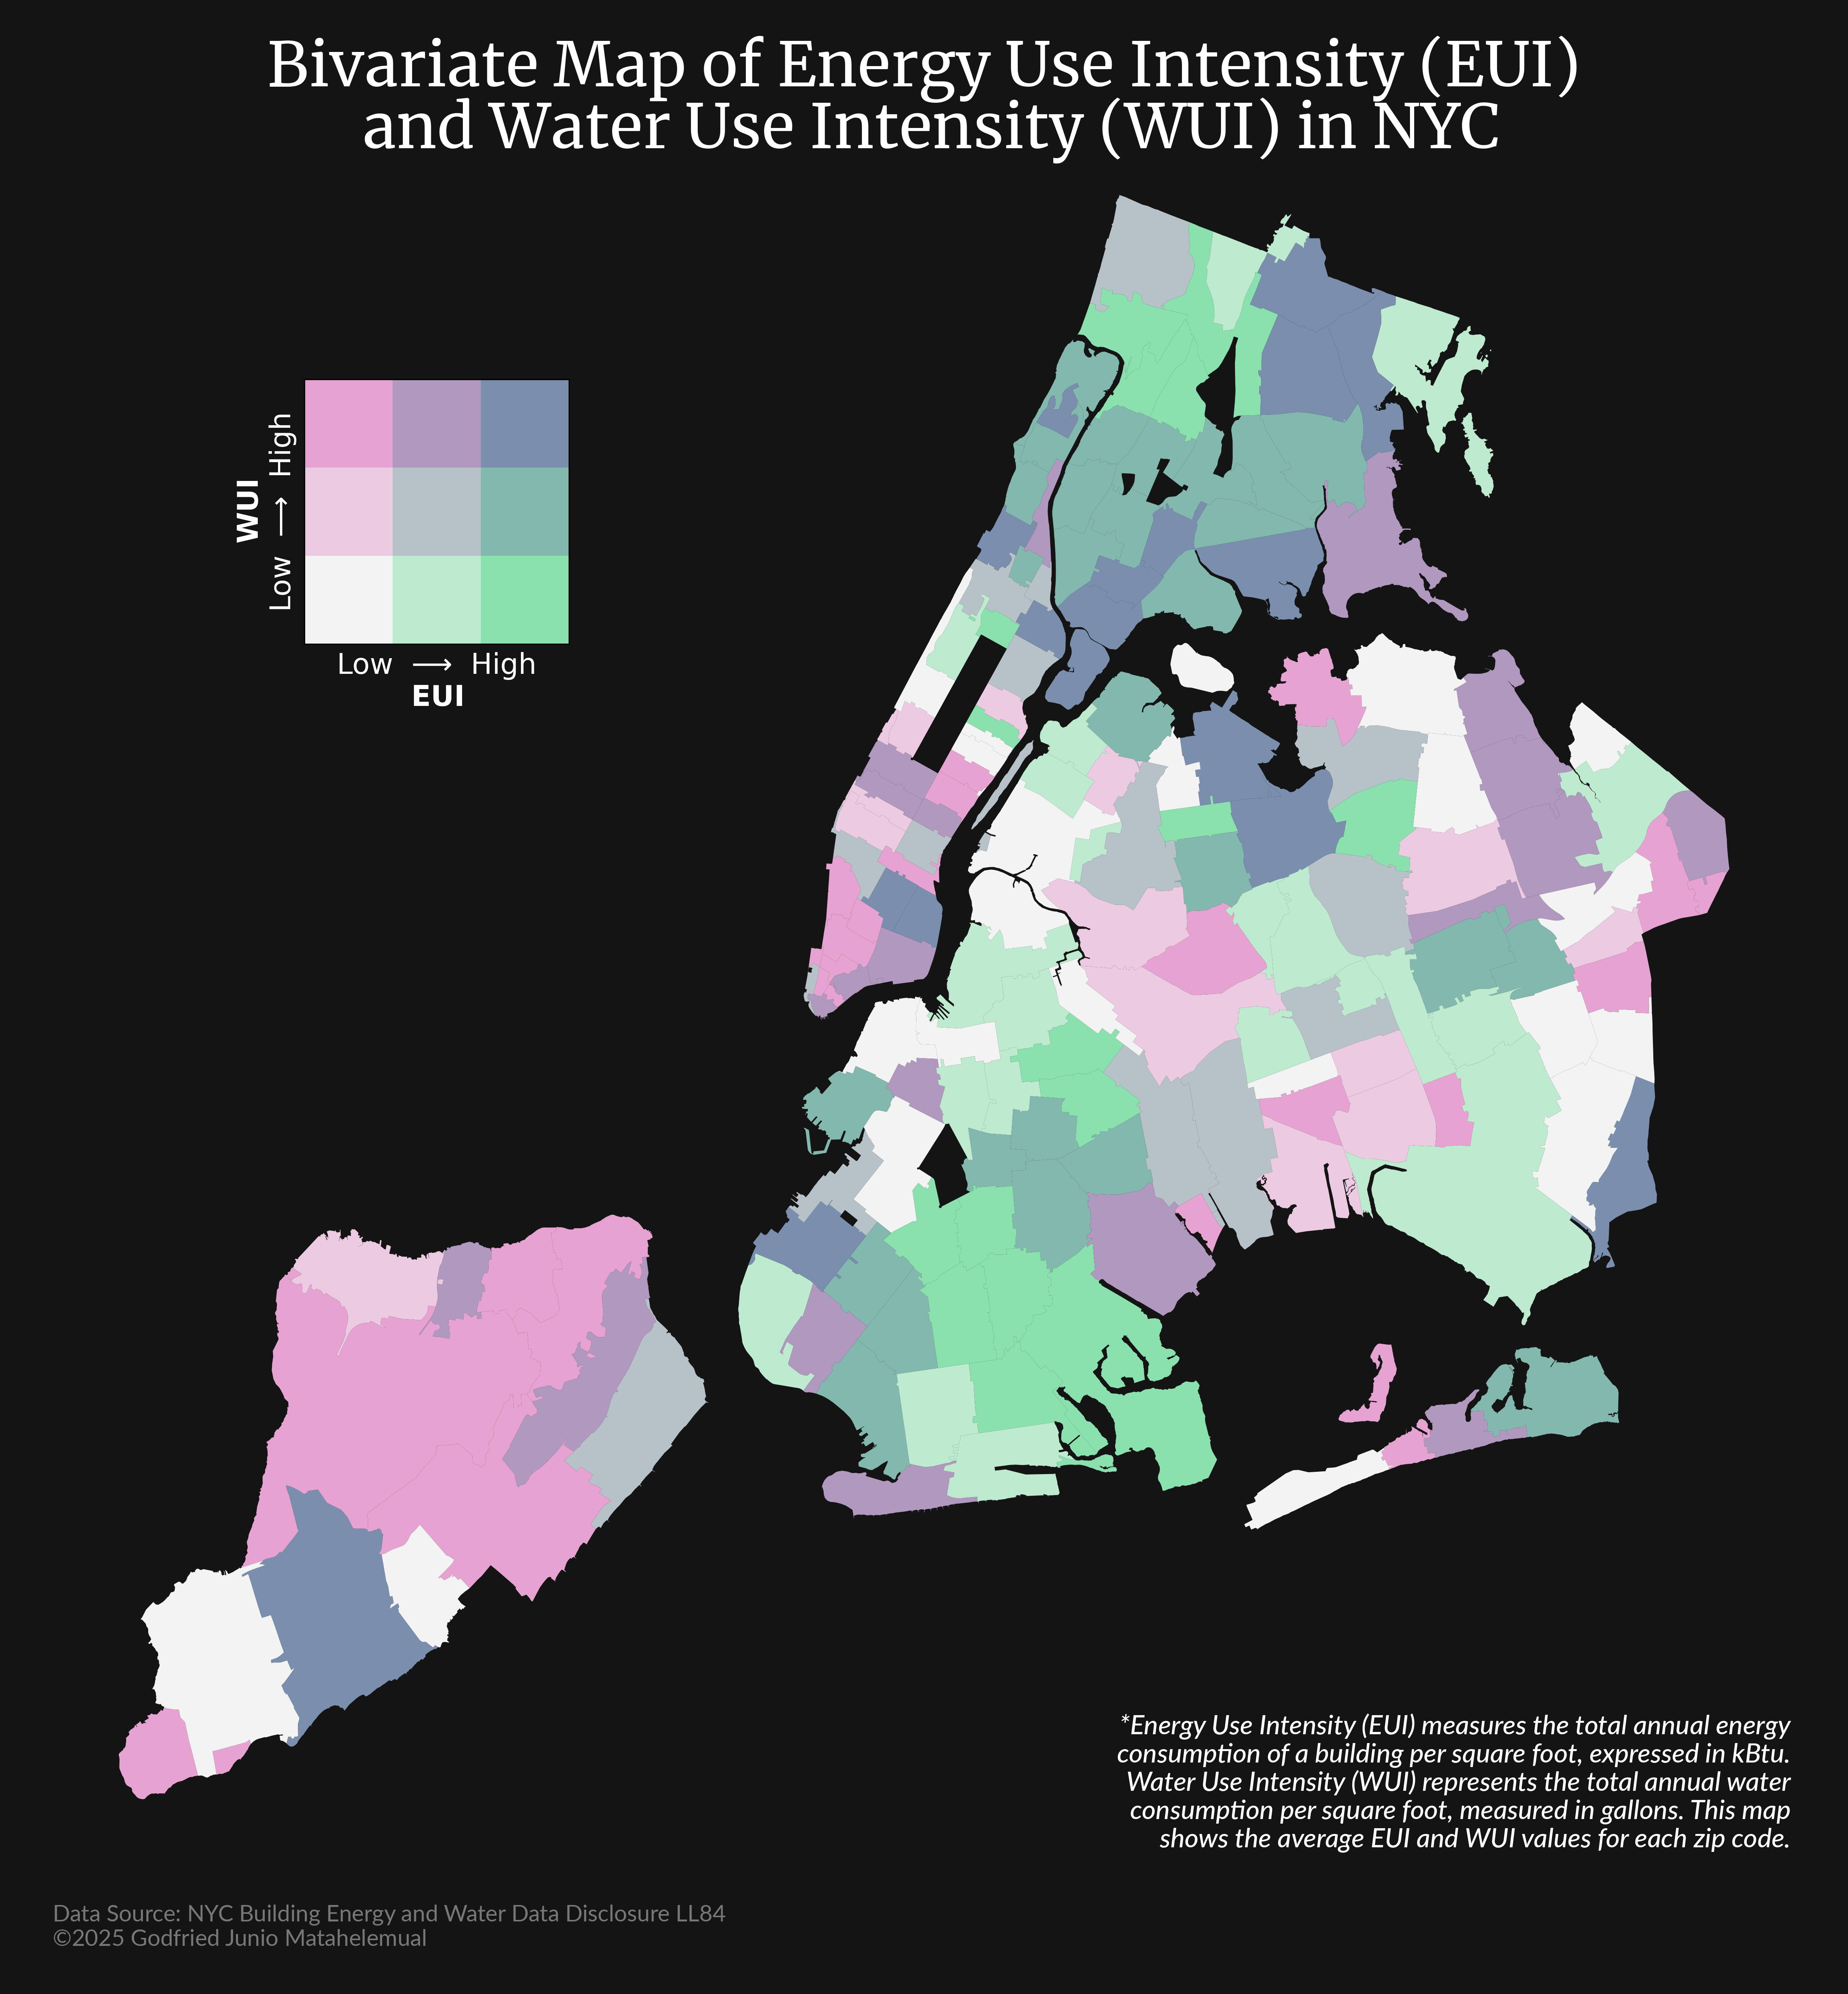 Bivariate Map of Energy Use Intensity (EUI)
and Water Use Intensity (WUI) in NYC
WUI
Low ⟶ High
Low ⟶ High
EUI
*Energy Use Intensity (EUI) measures the total annual energy
consumption of a building per square foot, expressed in kBtu.
Water Use Intensity (WUI) represents the total annual water
consumption per square foot, measured in gallons. This map
shows the average EUI and WUI values for each zip code.
Data Source: NYC Building Energy and Water Data Disclosure LL84
©2025 Godfried Junio Matahelemual